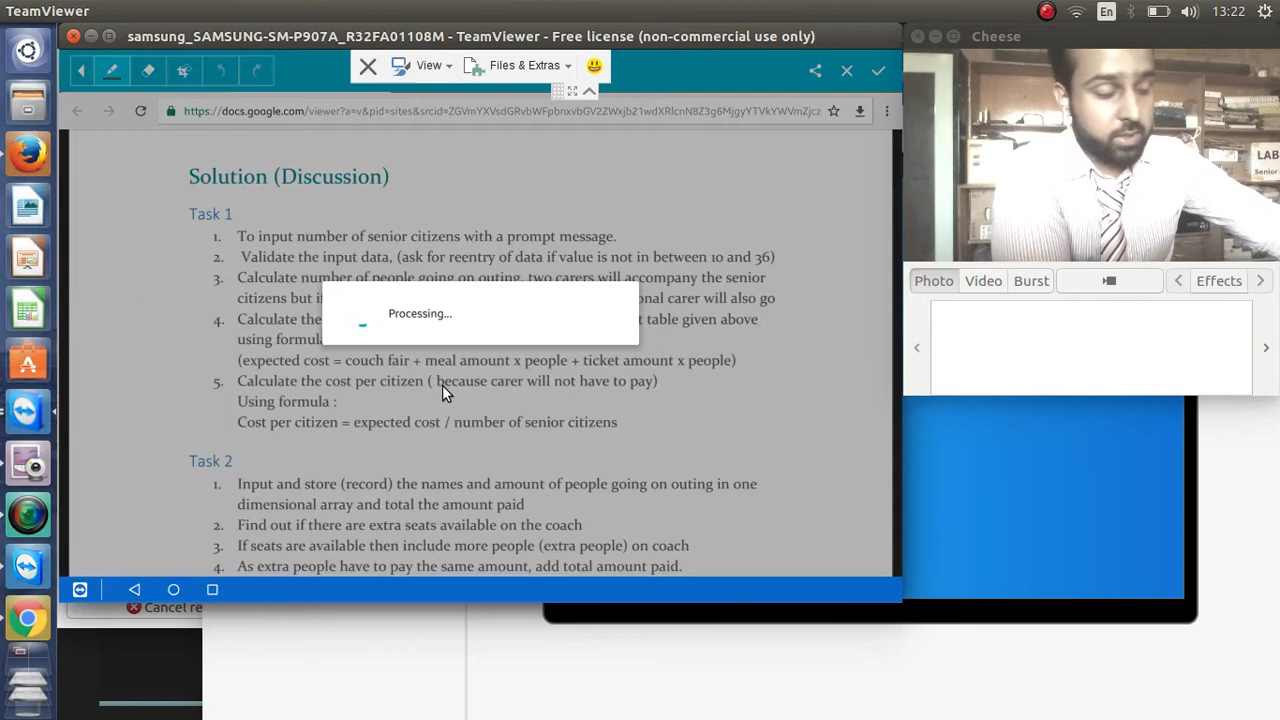 TeamViewer
En
13:22
samsung_SAMSUNG-SM-P907A_R32FA01108M - TeamViewer - Free license (non-commercial use only)
Cheese
View
Files & Extras
https://docs.google.com/viewer?a=v&pid=sites&srcid=
Solution (Discussion)
Task 1
1. To input number of senior citizens with a prompt message.
2. Validate the input data, (ask for reentry of data if value is not in between 10 and 36)
3. Calculate number of people going on outing, two carers will accompany the senior
citizens but if
onal carer will also go
4. Calculate the
t table given above
using formula
(expected cost = couch fair + meal amount x people + ticket amount x people)
5. Calculate the cost per citizen ( because carer will not have to pay)
Using formula :
Cost per citizen = expected cost / number of senior citizens
Processing...
Task 2
1. Input and store (record) the names and amount of people going on outing in one
dimensional array and total the amount paid
2. Find out if there are extra seats available on the coach
3. If seats are available then include more people (extra people) on coach
4. As extra people have to pay the same amount, add total amount paid.
LAB
Senior
Photo
Video
Burst
Effects
Cancel re